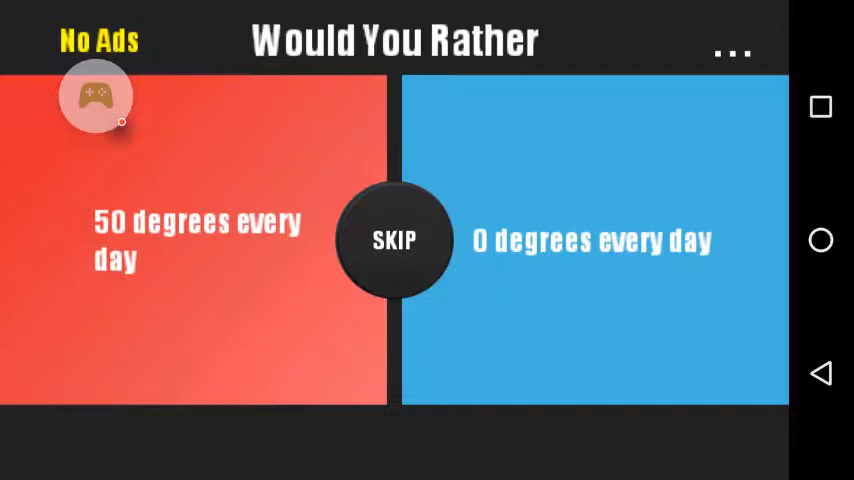 No Ads
Would You Rather
...
50 degrees every
day
SKIP
0 degrees every day